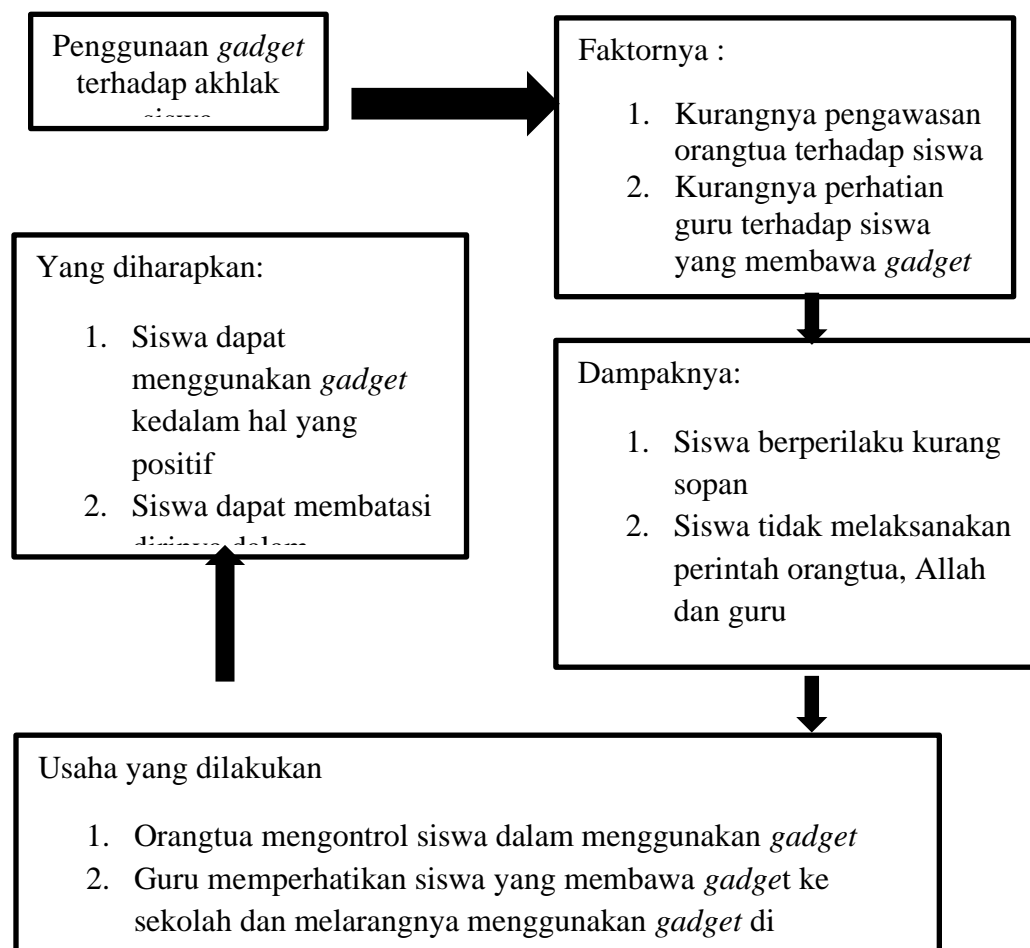 Penggunaan gadget
terhadap akhlak
Faktornya :
1. Kurangnya pengawasan
orangtua terhadap siswa
2. Kurangnya perhatian
guru terhadap siswa
yang membawa gadget
Yang diharapkan:
1. Siswa dapat
menggunakan gadget
kedalam hal yang
positif
2. Siswa dapat membatasi
dirinya dalam
Dampaknya:
1. Siswa berperilaku kurang
sopan
2. Siswa tidak melaksanakan
perintah orangtua, Allah
dan guru
Usaha yang dilakukan
1. Orangtua mengontrol siswa dalam menggunakan gadget
2. Guru memperhatikan siswa yang membawa gadget ke
sekolah dan melarangnya menggunakan gadget di